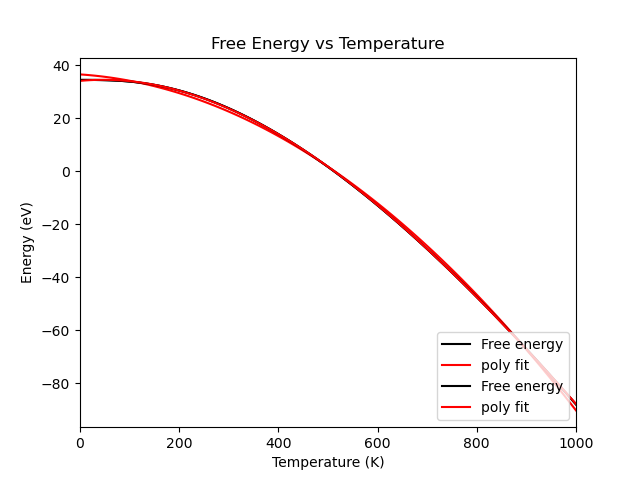 Free Energy vs Temperature
40
20
0
−20
−40
−60
−80
Energy (eV)
0
200
400
600
800
1000
Temperature (K)
Free energy
poly fit
Free energy
poly fit